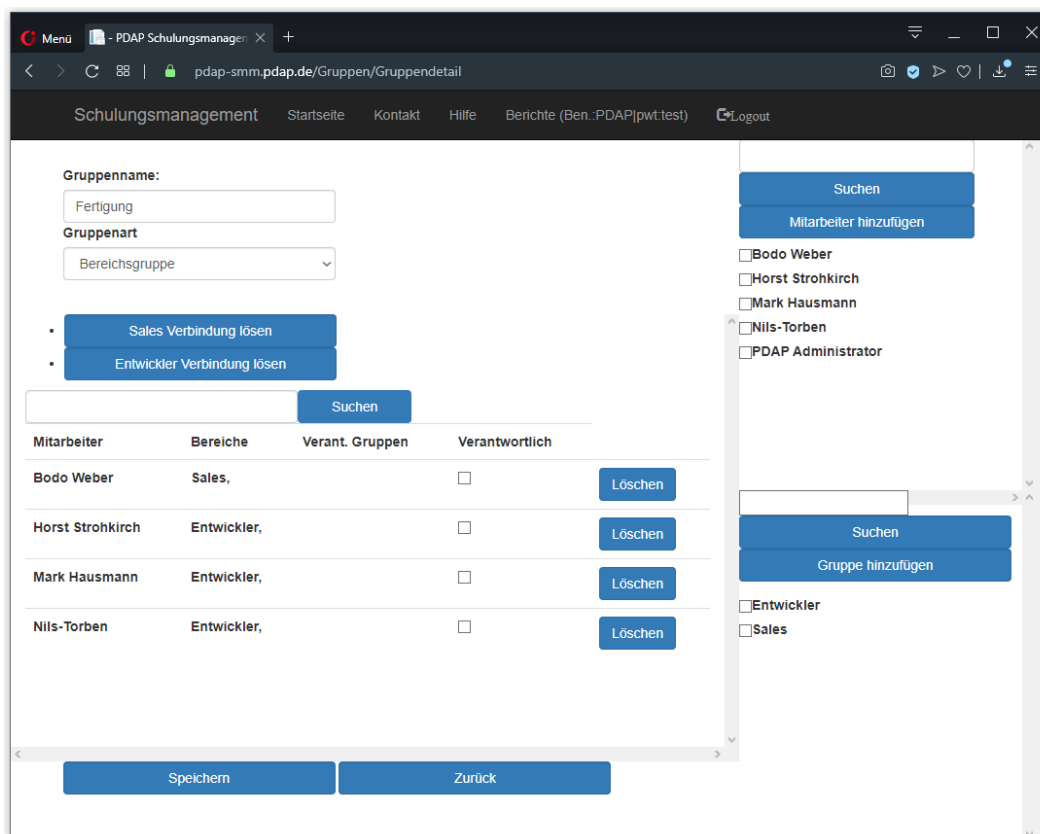 Menü
- PDAP Schulungsmanagen
pdap-smm.pdap.de/Gruppen/Gruppendetail
Schulungsmanagement Startseite Kontakt Hilfe Berichte (Ben.:PDAP|pwt:test) Logout
Gruppenname:
Fertigung
Gruppenart
Bereichsgruppe
Sales Verbindung lösen
Entwickler Verbindung lösen
Suchen
Mitarbeiter Bereiche Verant. Gruppen Verantwortlich
Bodo Weber Sales, Löschen
Horst Strohkirch Entwickler, Löschen
Mark Hausmann Entwickler, Löschen
Nils-Torben Entwickler, Löschen
Speichern Zurück
Suchen
Mitarbeiter hinzufügen
Bodo Weber
Horst Strohkirch
Mark Hausmann
Nils-Torben
PDAP Administrator
Suchen
Gruppe hinzufügen
Entwickler
Sales